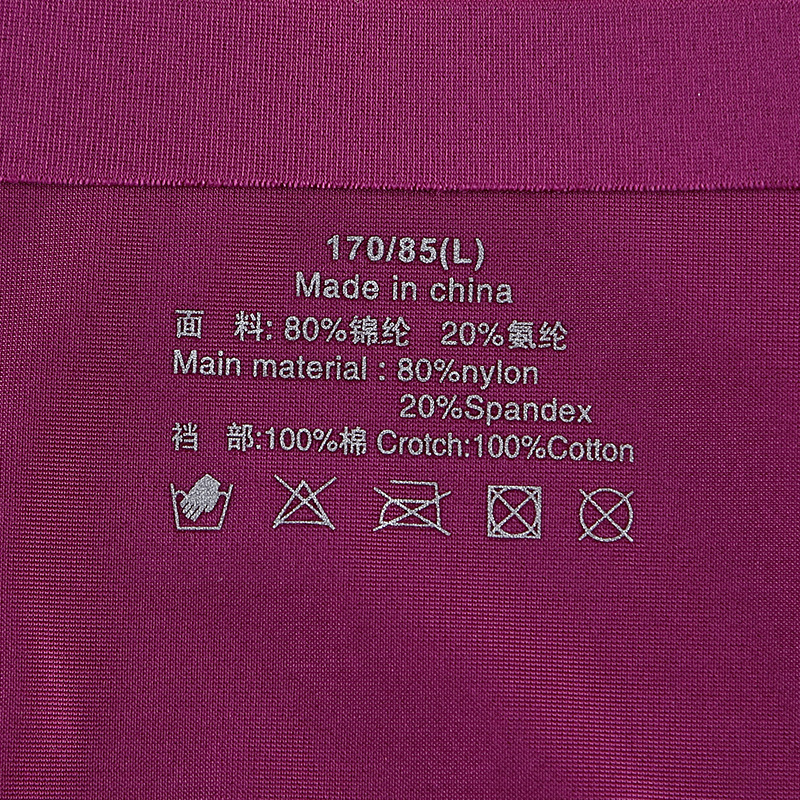 170/85(L)
Made in china
面 料: 80%锦纶 20%氨纶
Main material : 80%nylon
20%Spandex
裆 部:100%棉 Crotch:100%Cotton